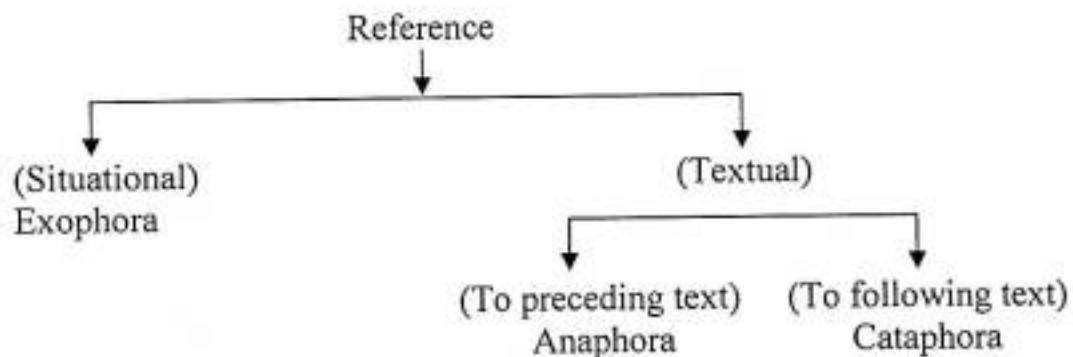 Reference
(Situational)
Exophora
(Textual)
(To preceding text)
Anaphora
(To following text)
Cataphora